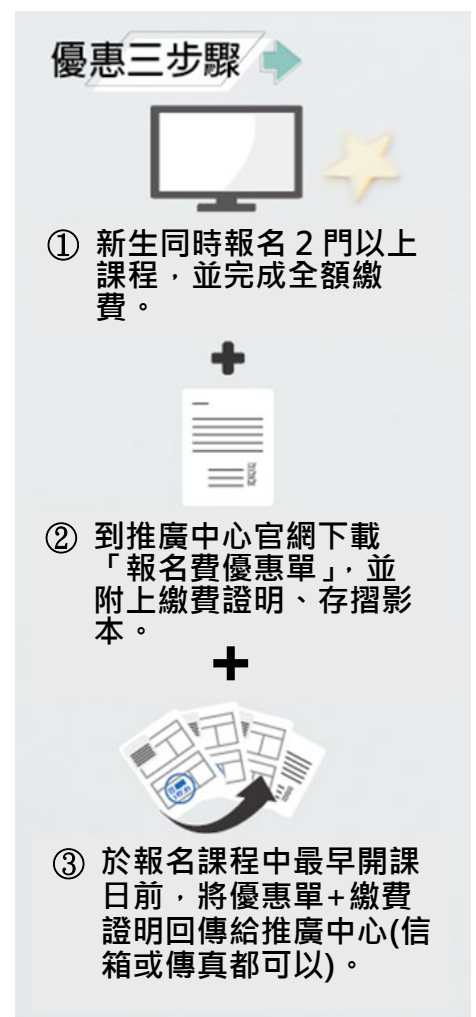 優惠三步驟
① 新生同時報名２門以上
課程，並完成全額繳
費。
② 到推廣中心官網下載
「報名費優惠單」，並
附上繳費證明、存摺影
本。
③ 於報名課程中最早開課
日前，將優惠單+繳費
證明回傳給推廣中心(信
箱或傳真都可以)。